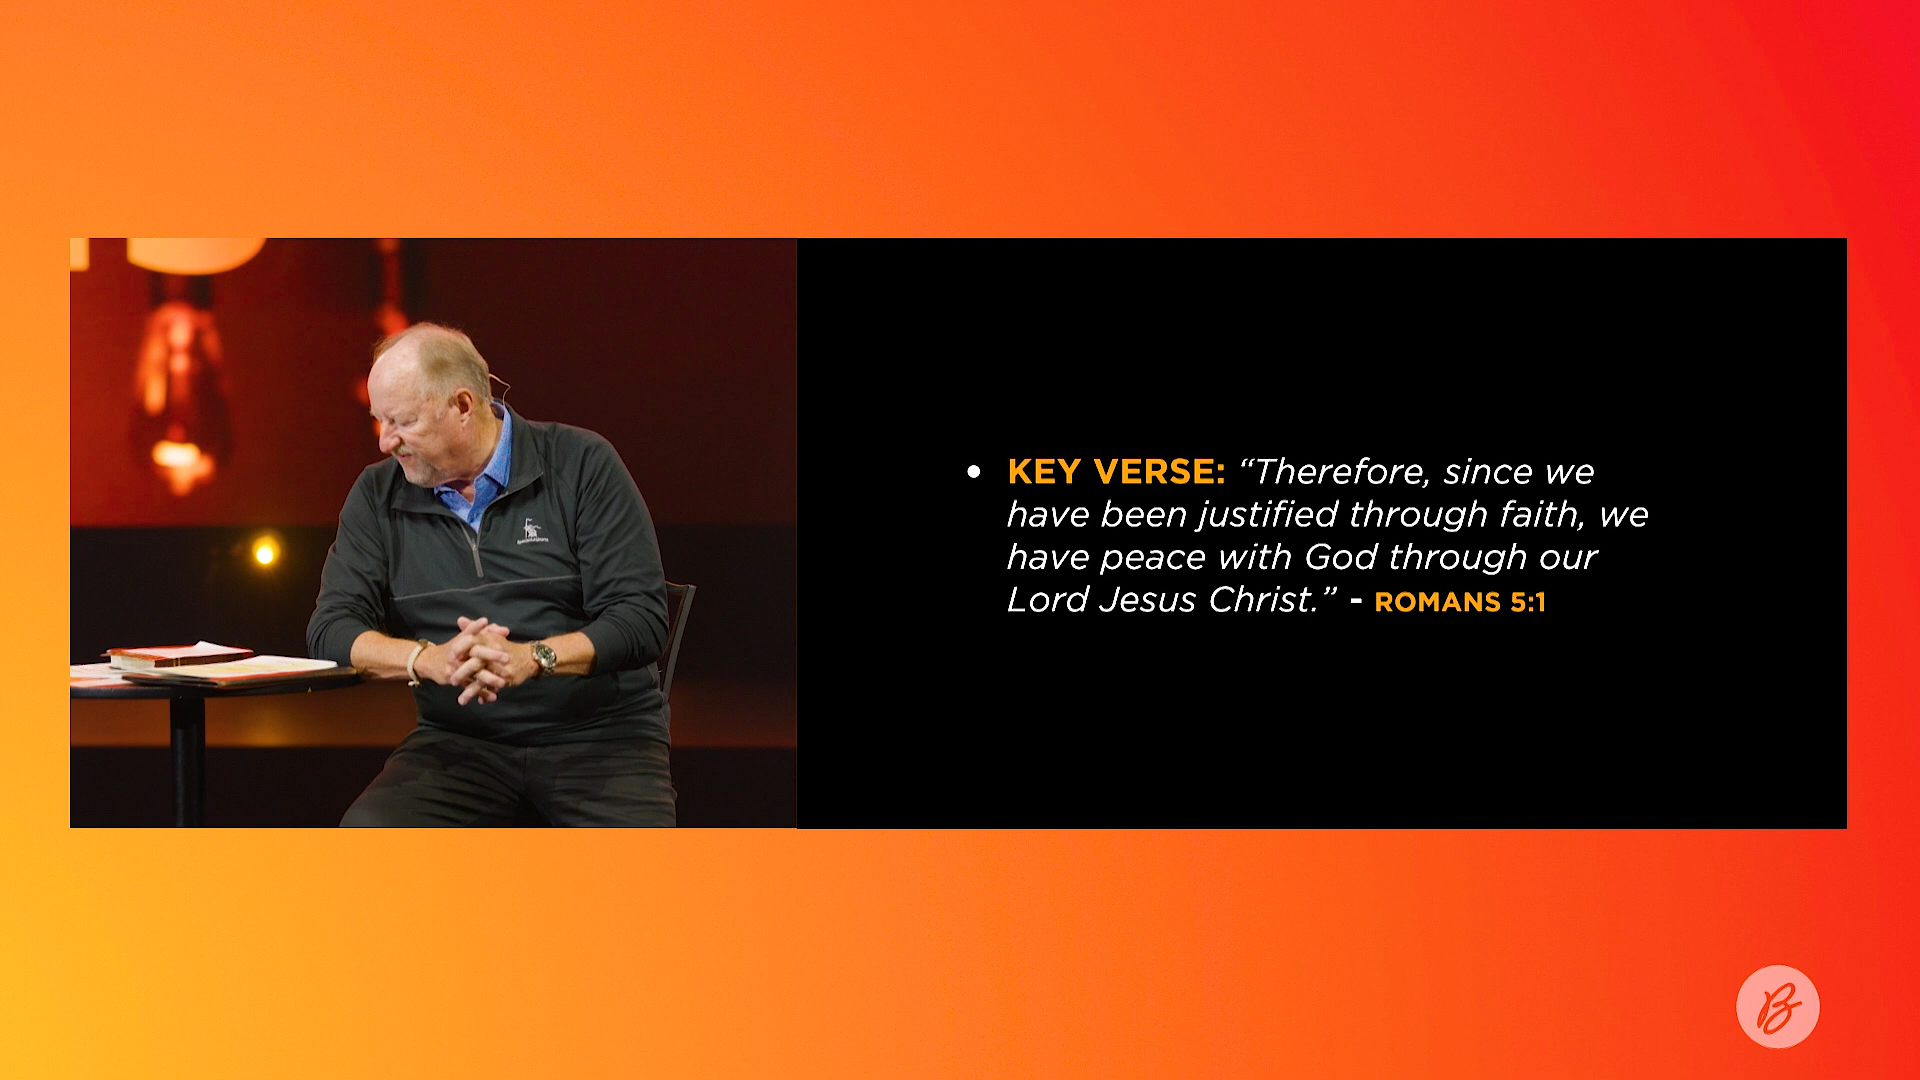 • KEY VERSE: “Therefore, since we
have been justified through faith, we
have peace with God through our
Lord Jesus Christ.” - ROMANS 5:1
B